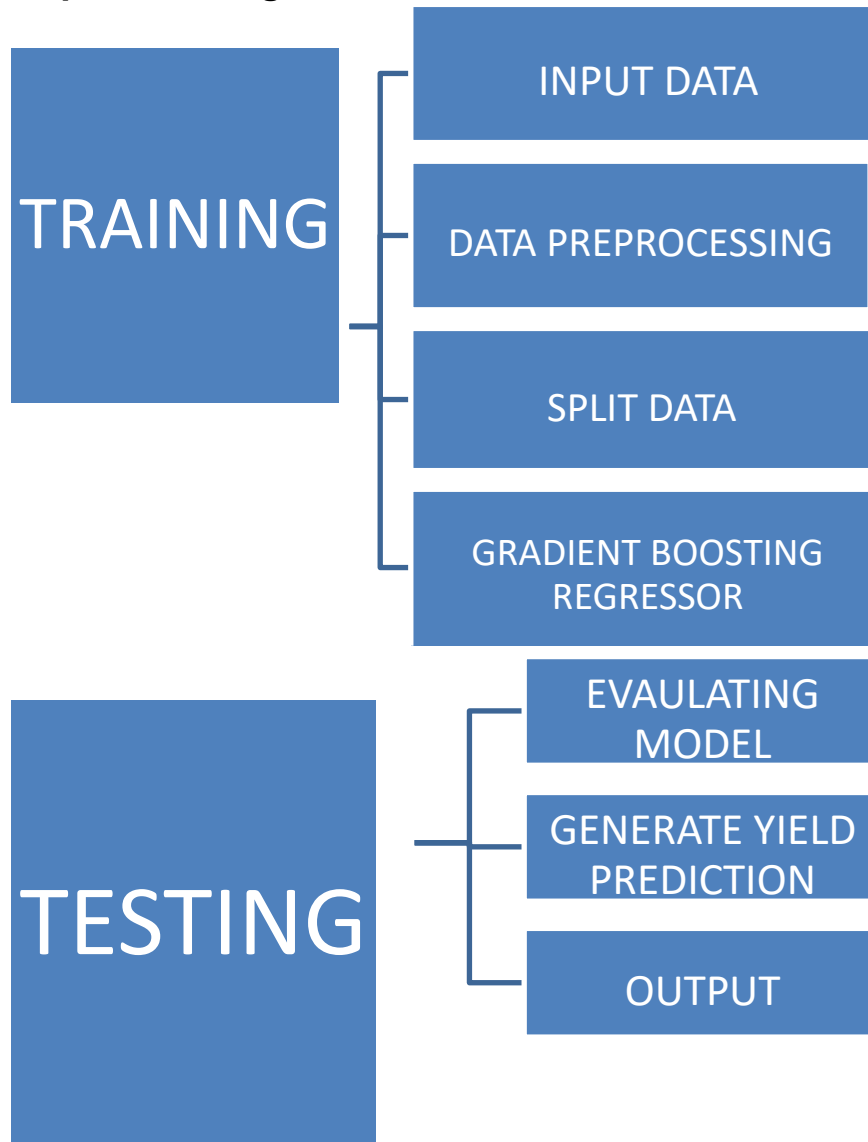 TRAINING
INPUT DATA
DATA PREPROCESSING
SPLIT DATA
GRADIENT BOOSTING
REGRESSOR
TESTING
EVAULATING
MODEL
GENERATE YIELD
PREDICTION
OUTPUT